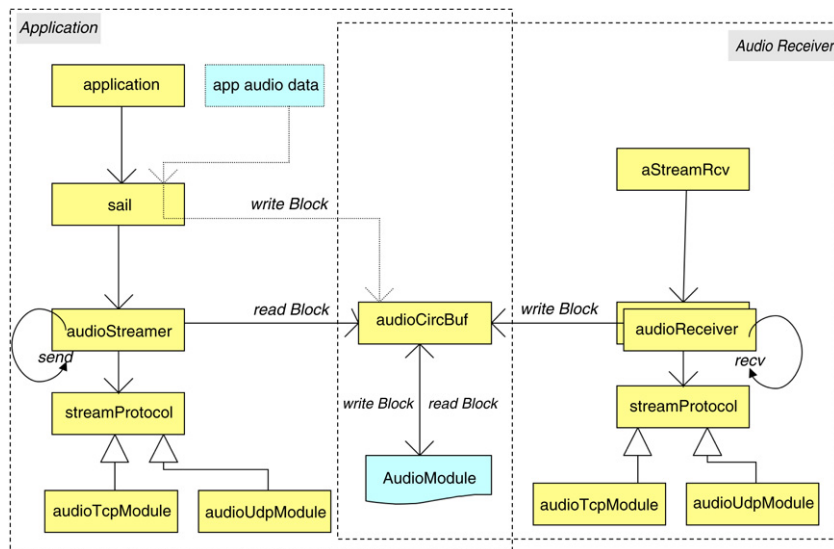 Application
Audio Receiver
application
app audio data
aStreamRcv
sail
write Block
audioStreamer
read Block
audioCircBuf
write Block
audioReceiver
send
recv
streamProtocol
write Block
read Block
streamProtocol
AudioModule
audioTcpModule
audioUdpModule
audioTcpModule
audioUdpModule